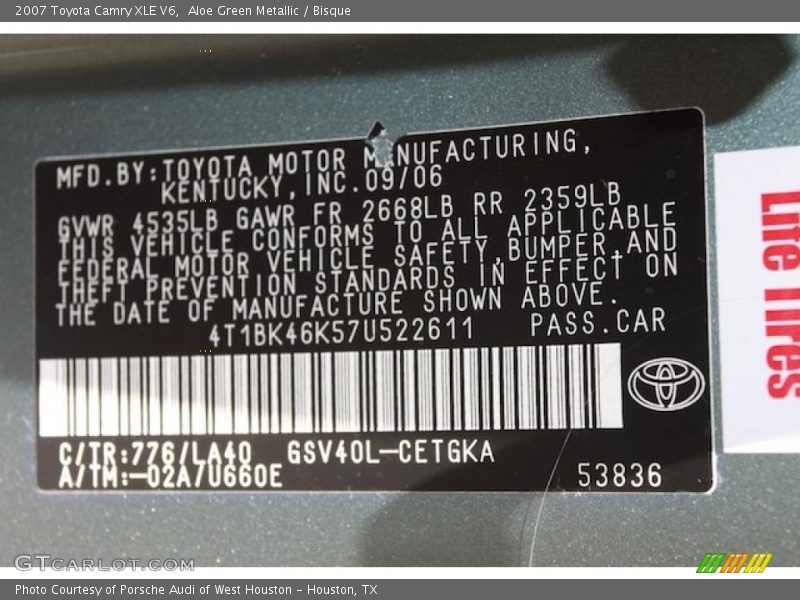 2007 Toyota Camry XLE V6,  Aloe Green Metallic / Bisque
MFD.BY:TOYOTA MOTOR MANUFACTURING,
KENTUCKY,INC.09/06
GVWR 4535LB GAWR FR 2668LB RR 2359LB
THIS VEHICLE CONFORMS TO ALL APPLICABLE
FEDERAL MOTOR VEHICLE SAFETY,BUMPER,AND
THEFT PREVENTION STANDARDS IN EFFECT ON
THE DATE OF MANUFACTURE SHOWN ABOVE.
4T1BK46K57U522611 PASS.CAR
C/TR:776/LA40 GSV40L-CETGKA
A/TM:-02A/U660E 53836
Life Tires
GTcarlot.com
Photo Courtesy of Porsche Audi of West Houston - Houston, TX